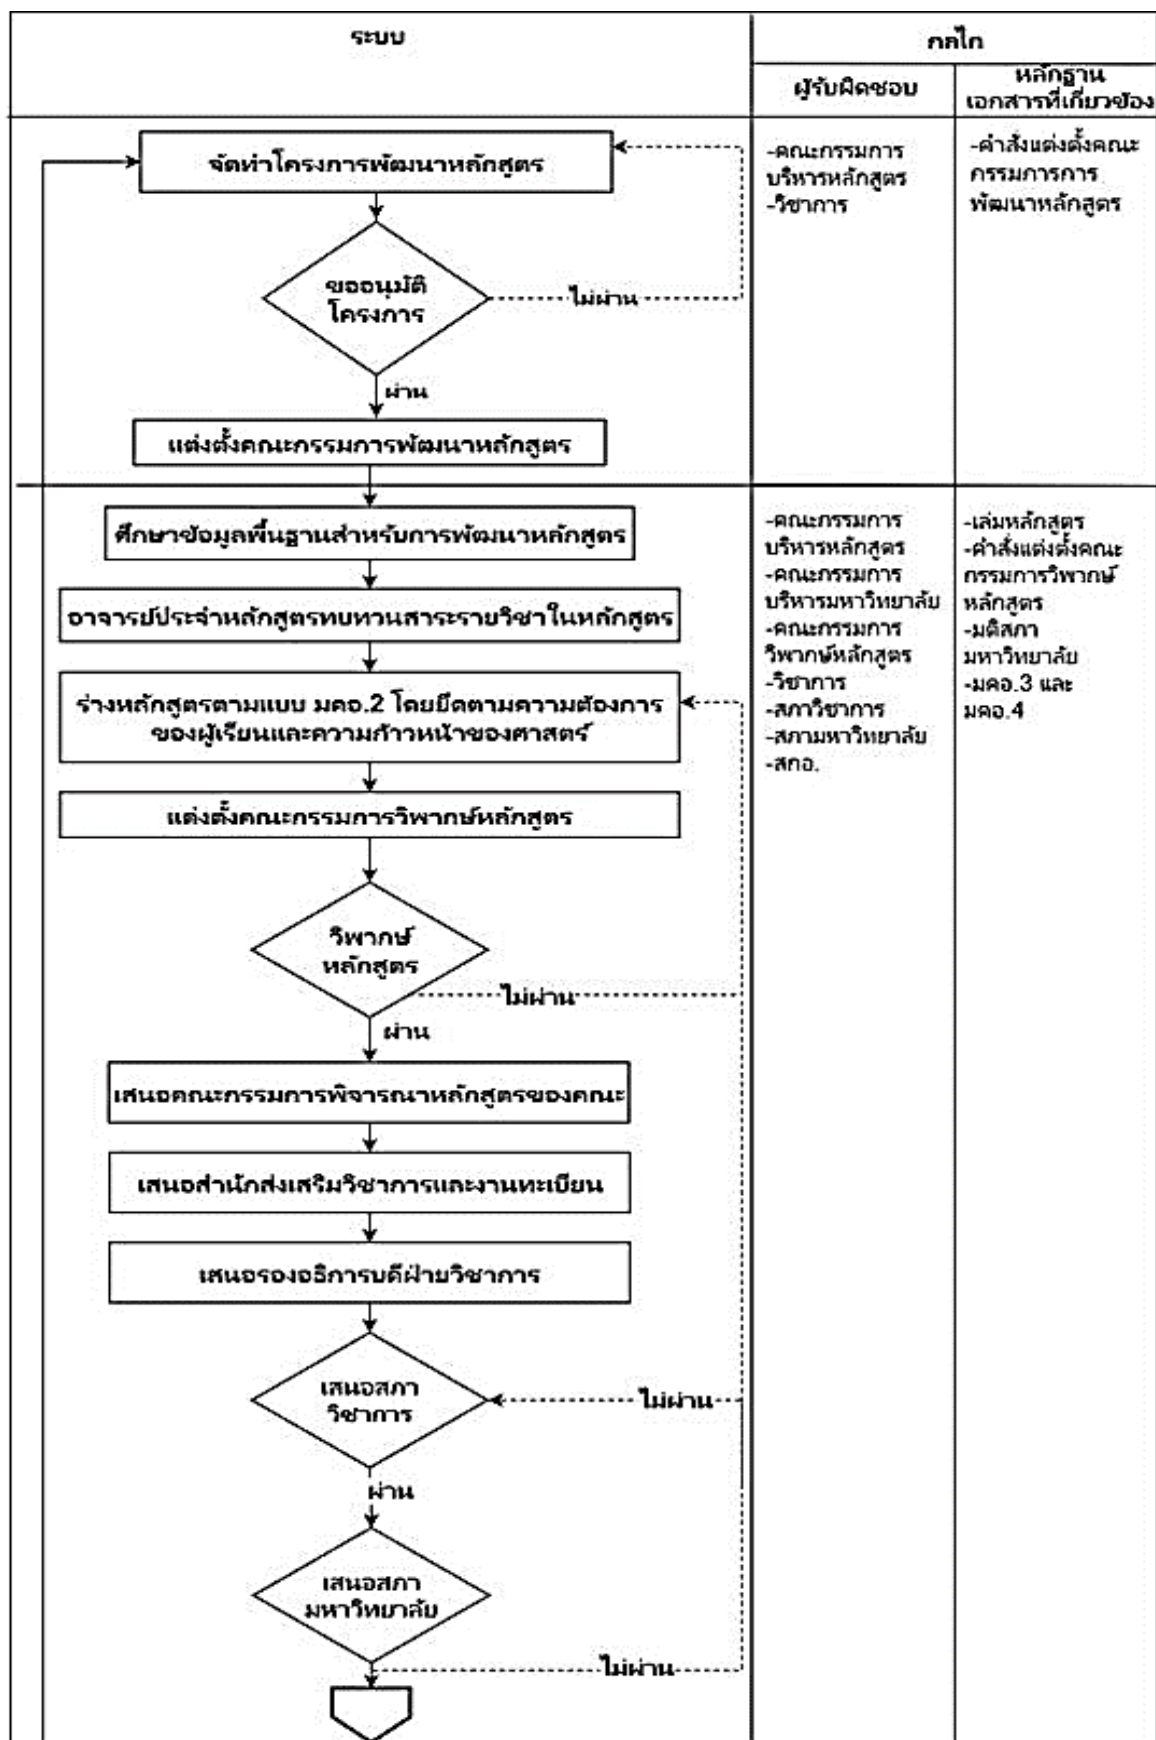 ระบบ
กลไก
ผู้รับผิดชอบ
หลักฐาน
เอกสารที่เกี่ยวข้อง
จัดทำโครงการพัฒนาหลักสูตร
-คณะกรรมการ
บริหารหลักสูตร
-วิชาการ
-คำสั่งแต่งตั้งคณะ
กรรมการการ
พัฒนาหลักสูตร
ขออนุมัติ
โครงการ
ไม่ผ่าน
ผ่าน
แต่งตั้งคณะกรรมการพัฒนาหลักสูตร
ศึกษาข้อมูลพื้นฐานสำหรับการพัฒนาหลักสูตร
อาจารย์ประจำหลักสูตรทบทวนสาระรายวิชาในหลักสูตร
ร่างหลักสูตรตามแบบ มคอ.2 โดยยึดตามความต้องการ
ของผู้เรียนและความก้าวหน้าของศาสตร์
แต่งตั้งคณะกรรมการวิพากษ์หลักสูตร
-คณะกรรมการ
บริหารหลักสูตร
-คณะกรรมการ
บริหารมหาวิทยาลัย
-คณะกรรมการ
วิพากษ์หลักสูตร
-วิชาการ
-สภาวิชาการ
-สภามหาวิทยาลัย
-สกอ.
-เล่มหลักสูตร
-คำสั่งแต่งตั้งคณะ
กรรมการวิพากษ์
หลักสูตร
-มติสภา
มหาวิทยาลัย
-มคอ.3 และ
มคอ.4
วิพากษ์
หลักสูตร
ไม่ผ่าน
ผ่าน
เสนอคณะกรรมการพิจารณาหลักสูตรของคณะ
เสนอสำนักส่งเสริมวิชาการและงานทะเบียน
เสนอรองอธิการบดีฝ่ายวิชาการ
เสนอสภา
วิชาการ
ไม่ผ่าน
ผ่าน
เสนอสภา
มหาวิทยาลัย
ไม่ผ่าน